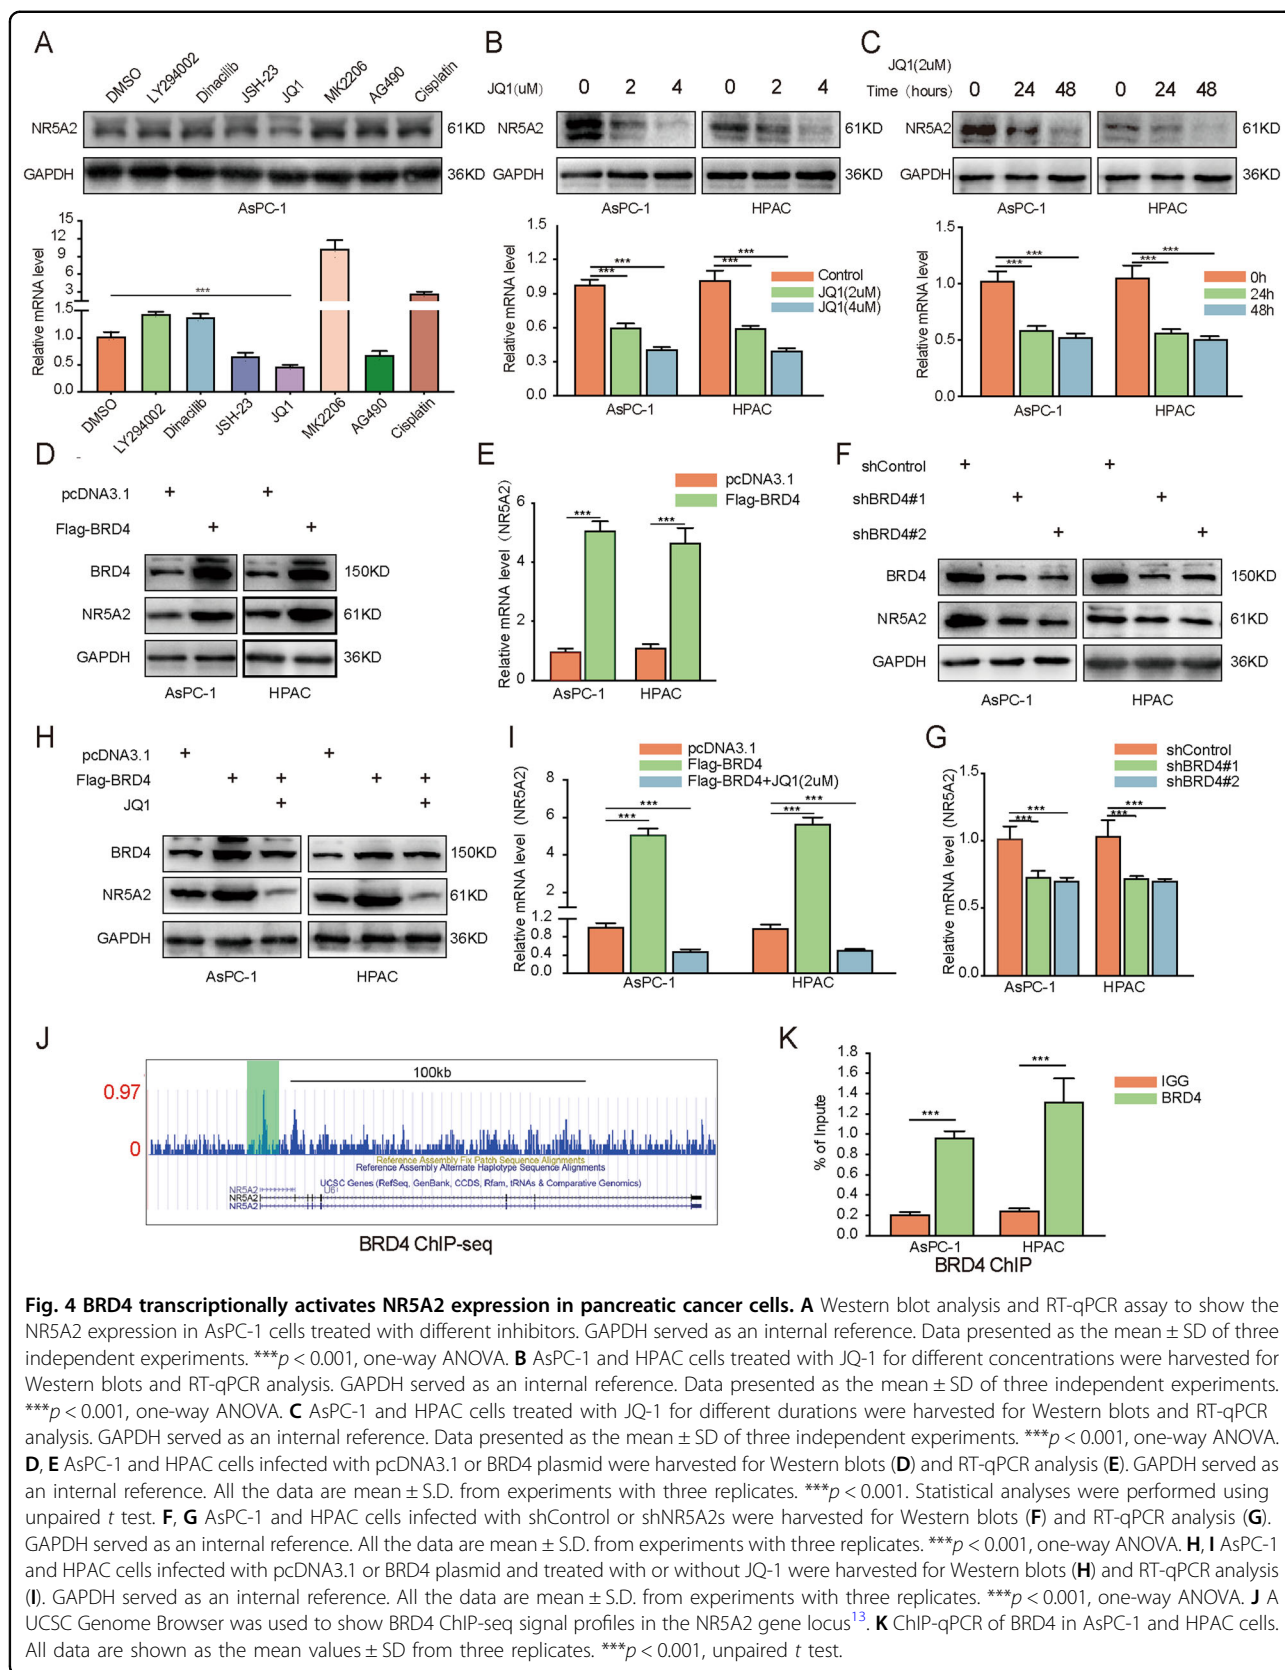 A
DMSO
LY294002
Dinacilib
JSH-23
JQ1
MK2206
AG490
Cisplatin
NR5A2
61KD
GAPDH
36KD
AsPC-1
Relative mRNA level
15
12
9
6
3
1.5
1.0
0.5
0.0
***
DMSO
LY294002
Dinacilib
JSH-23
JQ1
MK2206
AG490
Cisplatin
B
JQ1(uM) 0 2 4 0 2 4
NR5A2
61KD
GAPDH
36KD
AsPC-1 HPAC
Relative mRNA level
1.5
1.2
0.9
0.6
0.3
0.0
*** ***
*** ***
Control
JQ1(2uM)
JQ1(4uM)
AsPC-1 HPAC
C
JQ1(2uM)
Time (hours) 0 24 48 0 24 48
NR5A2
61KD
GAPDH
36KD
AsPC-1 HPAC
Relative mRNA level
1.5
1.0
0.5
0.0
*** ***
*** ***
0h
24h
48h
AsPC-1 HPAC
D
pcDNA3.1 + +
Flag-BRD4 + +
BRD4 150KD
NR5A2 61KD
GAPDH 36KD
AsPC-1 HPAC
E
pcDNA3.1
Flag-BRD4
Relative mRNA level (NR5A2)
6
4
2
0
*** ***
AsPC-1 HPAC
F
shControl + +
shBRD4#1 + +
shBRD4#2 + +
BRD4 150KD
NR5A2 61KD
GAPDH 36KD
AsPC-1 HPAC
H
pcDNA3.1 + +
Flag-BRD4 + + + +
JQ1 + +
BRD4 150KD
NR5A2 61KD
GAPDH 36KD
AsPC-1 HPAC
I
pcDNA3.1
Flag-BRD4
Flag-BRD4+JQ1(2uM)
Relative mRNA level (NR5A2)
8
6
4
2
1.2
0.8
0.4
0.0
*** ***
*** ***
AsPC-1 HPAC
G
shControl
shBRD4#1
shBRD4#2
Relative mRNA level (NR5A2)
1.5
1.0
0.5
0.0
*** ***
*** ***
AsPC-1 HPAC
J
100kb
0.97
0
Reference Assembly Fix Patch Sequence Alignments
Reference Assembly Alternate Haplotype Sequence Alignments
UCSC Genes (RefSeq, GenBank, CCDS, Rfam, tRNAs & Comparative Genomics)
NR5A2 U6
NR5A2
NR5A2
BRD4 ChIP-seq
K
% of Inpute
1.8
1.6
1.4
1.2
1.0
0.8
0.6
0.4
0.2
0.0
*** ***
IGG
BRD4
AsPC-1 HPAC
BRD4 ChIP
Fig. 4 BRD4 transcriptionally activates NR5A2 expression in pancreatic cancer cells. A Western blot analysis and RT-qPCR assay to show the
NR5A2 expression in AsPC-1 cells treated with different inhibitors. GAPDH served as an internal reference. Data presented as the mean ± SD of three
independent experiments. ***p < 0.001, one-way ANOVA. B AsPC-1 and HPAC cells treated with JQ-1 for different concentrations were harvested for
Western blots and RT-qPCR analysis. GAPDH served as an internal reference. Data presented as the mean ± SD of three independent experiments.
***p < 0.001, one-way ANOVA. C AsPC-1 and HPAC cells treated with JQ-1 for different durations were harvested for Western blots and RT-qPCR
analysis. GAPDH served as an internal reference. Data presented as the mean ± SD of three independent experiments. ***p < 0.001, one-way ANOVA.
D, E AsPC-1 and HPAC cells infected with pcDNA3.1 or BRD4 plasmid were harvested for Western blots (D) and RT-qPCR analysis (E). GAPDH served as
an internal reference. All the data are mean ± S.D. from experiments with three replicates. ***p < 0.001. Statistical analyses were performed using
unpaired t test. F, G AsPC-1 and HPAC cells infected with shControl or shNR5A2s were harvested for Western blots (F) and RT-qPCR analysis (G).
GAPDH served as an internal reference. All the data are mean ± S.D. from experiments with three replicates. ***p < 0.001, one-way ANOVA. H, I AsPC-1
and HPAC cells infected with pcDNA3.1 or BRD4 plasmid and treated with or without JQ-1 were harvested for Western blots (H) and RT-qPCR analysis
(I). GAPDH served as an internal reference. All the data are mean ± S.D. from experiments with three replicates. ***p < 0.001, one-way ANOVA. J A
UCSC Genome Browser was used to show BRD4 ChIP-seq signal profiles in the NR5A2 gene locus13. K ChIP-qPCR of BRD4 in AsPC-1 and HPAC cells.
All data are shown as the mean values ± SD from three replicates. ***p < 0.001, unpaired t test.